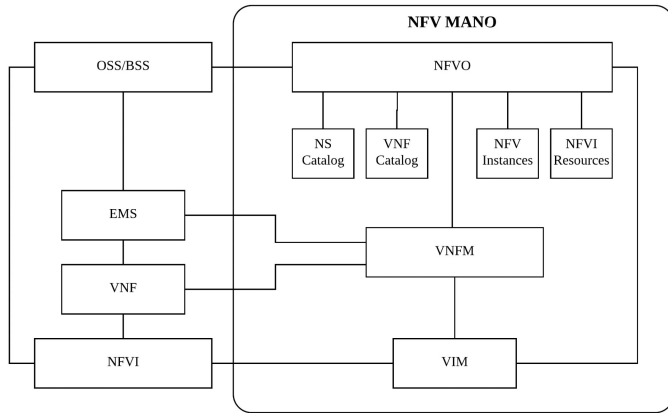 NFV MANO
OSS/BSS
NFVO
NS
Catalog
VNF
Catalog
NFV
Instances
NFVI
Resources
EMS
VNFM
VNF
NFVI
VIM